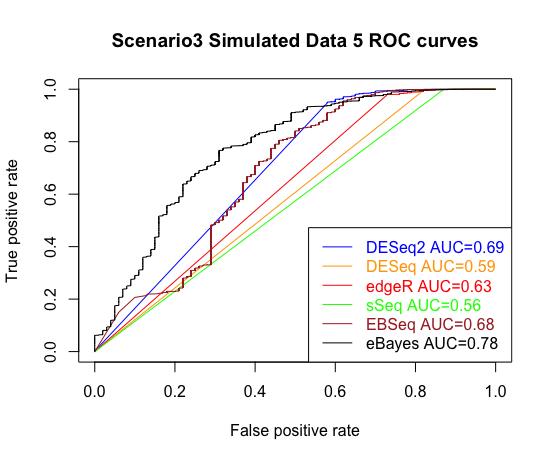 Scenario3 Simulated Data 5 ROC curves
True positive rate
1.0
0.8
0.6
0.4
0.2
0.0
DESeq2 AUC=0.69
DESeq AUC=0.59
edgeR AUC=0.63
sSeq AUC=0.56
EBSeq AUC=0.68
eBayes AUC=0.78
0.0 0.2 0.4 0.6 0.8 1.0
False positive rate